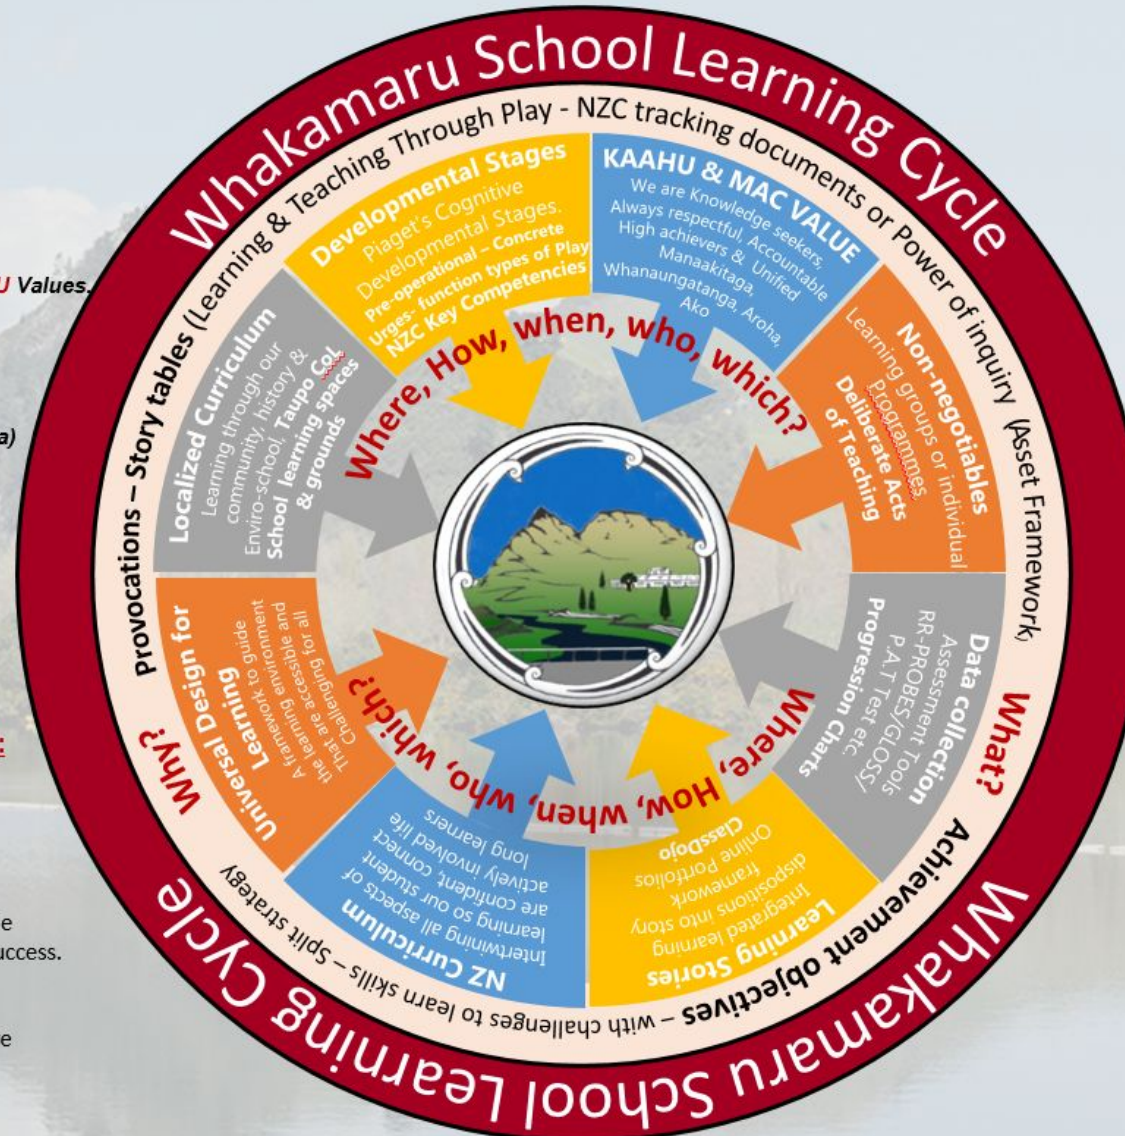 Whakamaru School Learning Cycle
Provocations – Story tables (Learning & Teaching Through Play - NZC tracking documents or Power of inquiry (Asset Framework)
What?
Achievement objectives – with challenges to learn skills – Split strategy
Why?
Developmental Stages
Piaget's Cognitive
Developmental Stages.
Pre-operational – Concrete
Urges- function types of Play
NZC Key Competencies
KAAHU & MAC VALUE
We are Knowledge seekers,
Always respectful, Accountable
High achievers & Unified
Manaakitaga,
Whanaungatanga, Aroha,
Ako
Non-negotiables
Learning groups or individual
Programmes
Deliberate Acts
of Teaching
Data collection
Assessment Tools
RR-PROBES/GLOSS/
P.A.T Test etc
Progression Charts
Learning Stories
Integrated learning
dispositions into story
framework
Online Portfolios
ClassDojo
NZ Curriculum
Intertwining all aspects of
learning so our student
are confident, connect,
actively involved life
long learners
Universal Design for
Learning
A framework to guide
the learning environment
That are accessible and
Challenging for all
Localized Curriculum
Learning through our
community, history &
Enviro-school, Taupo CoL
School learning spaces
& grounds
Where, How, when, who, which?
Where, How, when, who, which?
Whakamaru School Learning Cycle
U Values.
a)
:
e
uccess.
e